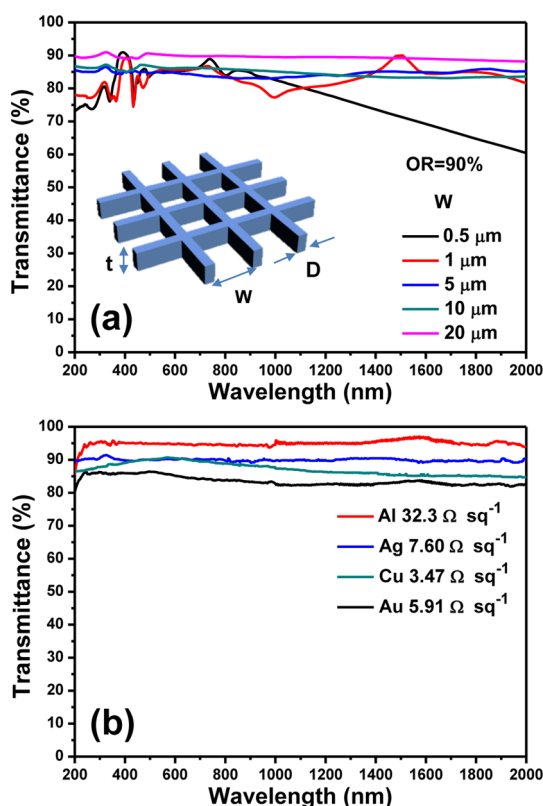 100
90
80
70
60
50
40
30
20
10
0
Transmittance (%)
OR=90%
W
0.5 μm
1 μm
5 μm
10 μm
20 μm
t
w
D
(a)
200 400 600 800 1000 1200 1400 1600 1800 2000
Wavelength (nm)
100
90
80
70
60
50
40
30
20
10
0
Transmittance (%)
Al 32.3 Ω sq⁻¹
Ag 7.60 Ω sq⁻¹
Cu 3.47 Ω sq⁻¹
Au 5.91 Ω sq⁻¹
(b)
200 400 600 800 1000 1200 1400 1600 1800 2000
Wavelength (nm)